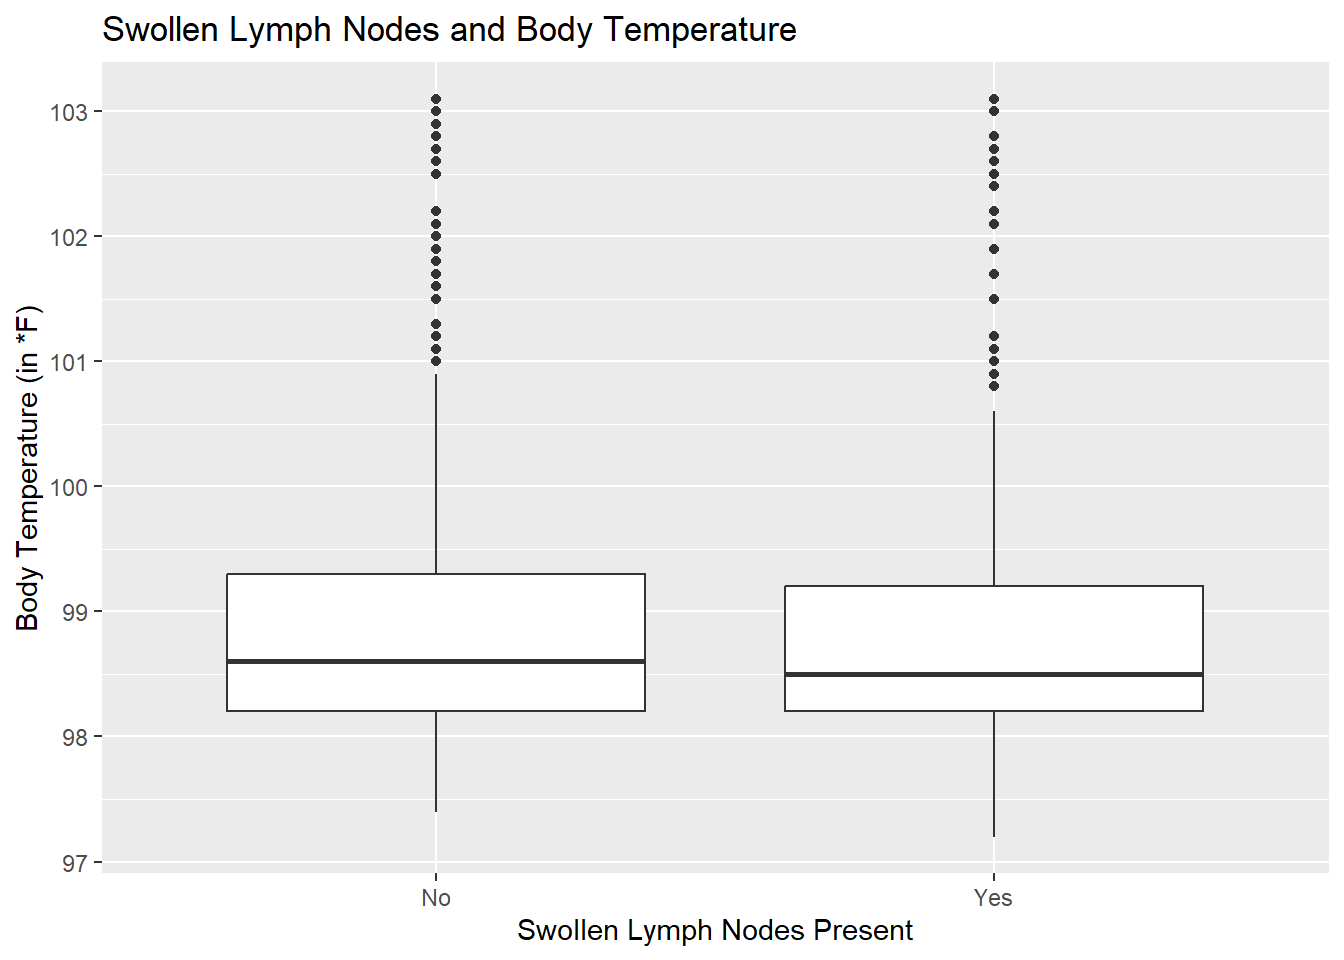 Swollen Lymph Nodes and Body Temperature
Body Temperature (in *F)
103
102
101
100
99
98
97
No
Yes
Swollen Lymph Nodes Present